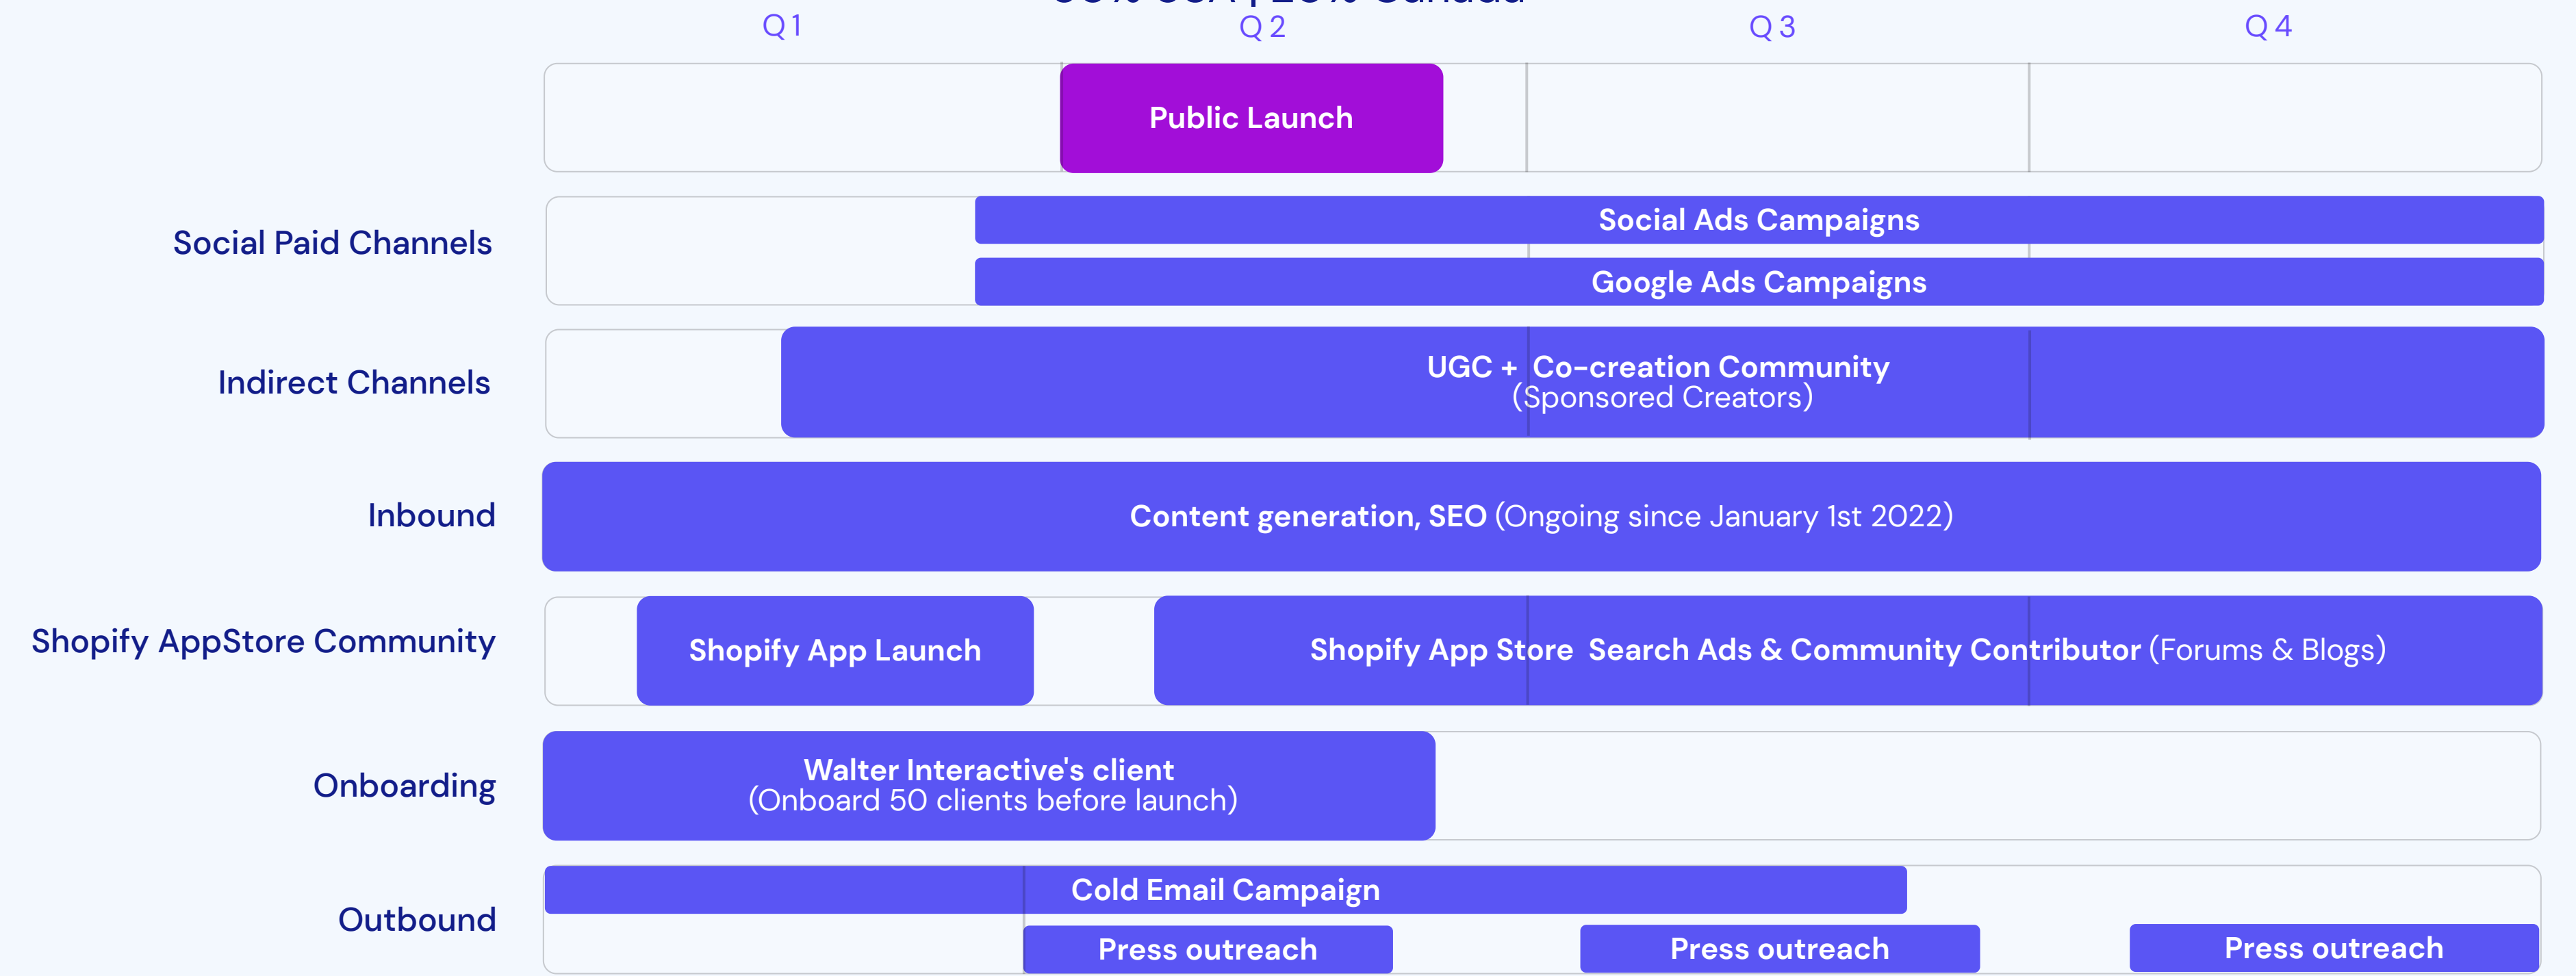 Q1 Q2 Q3 Q4
Public Launch
Social Paid Channels
Social Ads Campaigns
Google Ads Campaigns
Indirect Channels
UGC + Co-creation Community
(Sponsored Creators)
Inbound
Content generation, SEO (Ongoing since January 1st 2022)
Shopify AppStore Community
Shopify App Launch
Shopify App Store Search Ads & Community Contributor (Forums & Blogs)
Onboarding
Walter Interactive's client
(Onboard 50 clients before launch)
Outbound
Cold Email Campaign
Press outreach
Press outreach
Press outreach